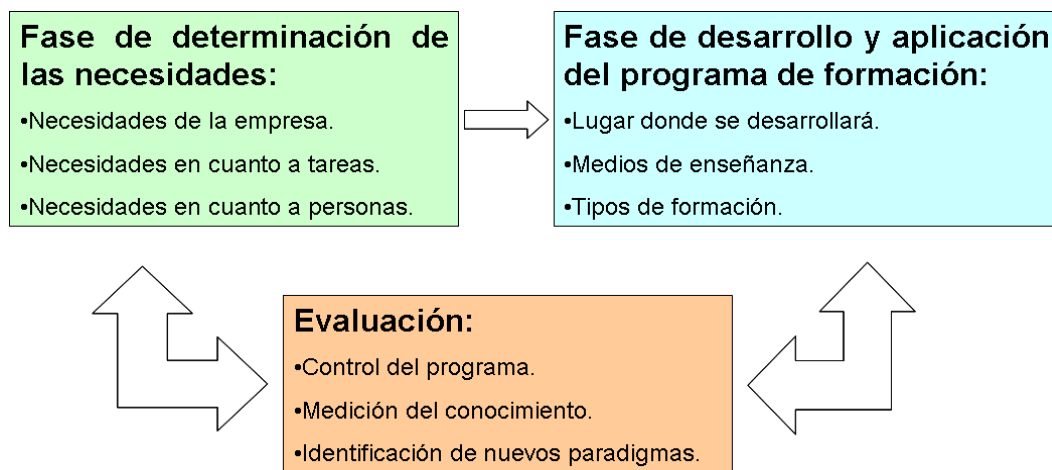 Fase de determinación de
las necesidades:
•Necesidades de la empresa.
•Necesidades en cuanto a tareas.
•Necesidades en cuanto a personas.
Fase de desarrollo y aplicación
del programa de formación:
•Lugar donde se desarrollará.
•Medios de enseñanza.
•Tipos de formación.
Evaluación:
•Control del programa.
•Medición del conocimiento.
•Identificación de nuevos paradigmas.